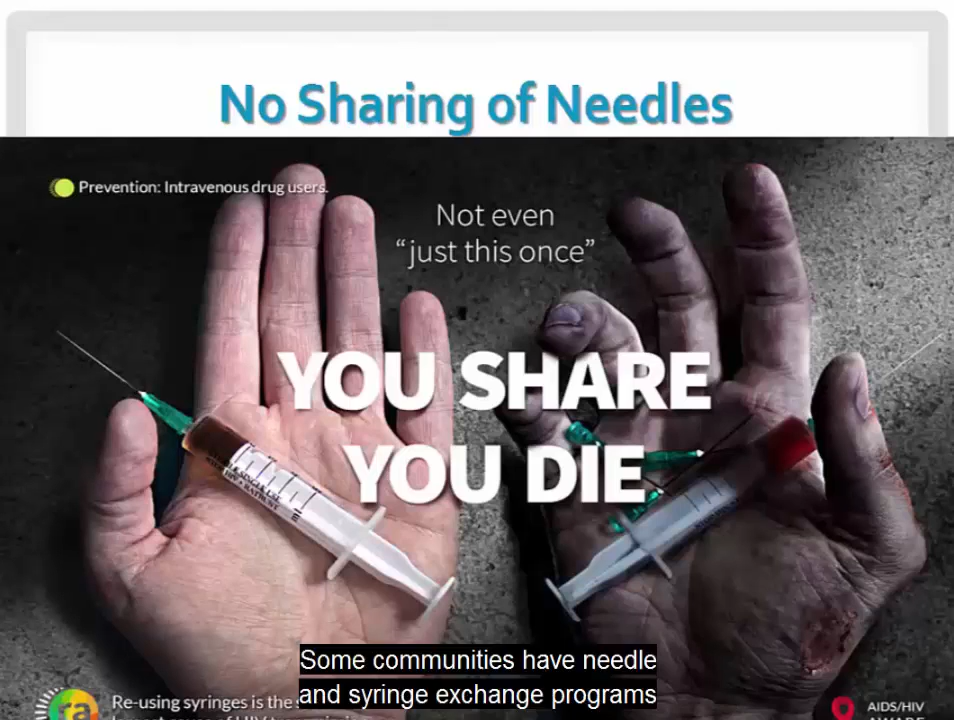 No Sharing of Needles
Prevention: Intravenous drug users.
Not even
“just this once”
YOU SHARE
YOU DIE
Some communities have needle
and syringe exchange programs
Re-using syringes is the
AIDS/HIV